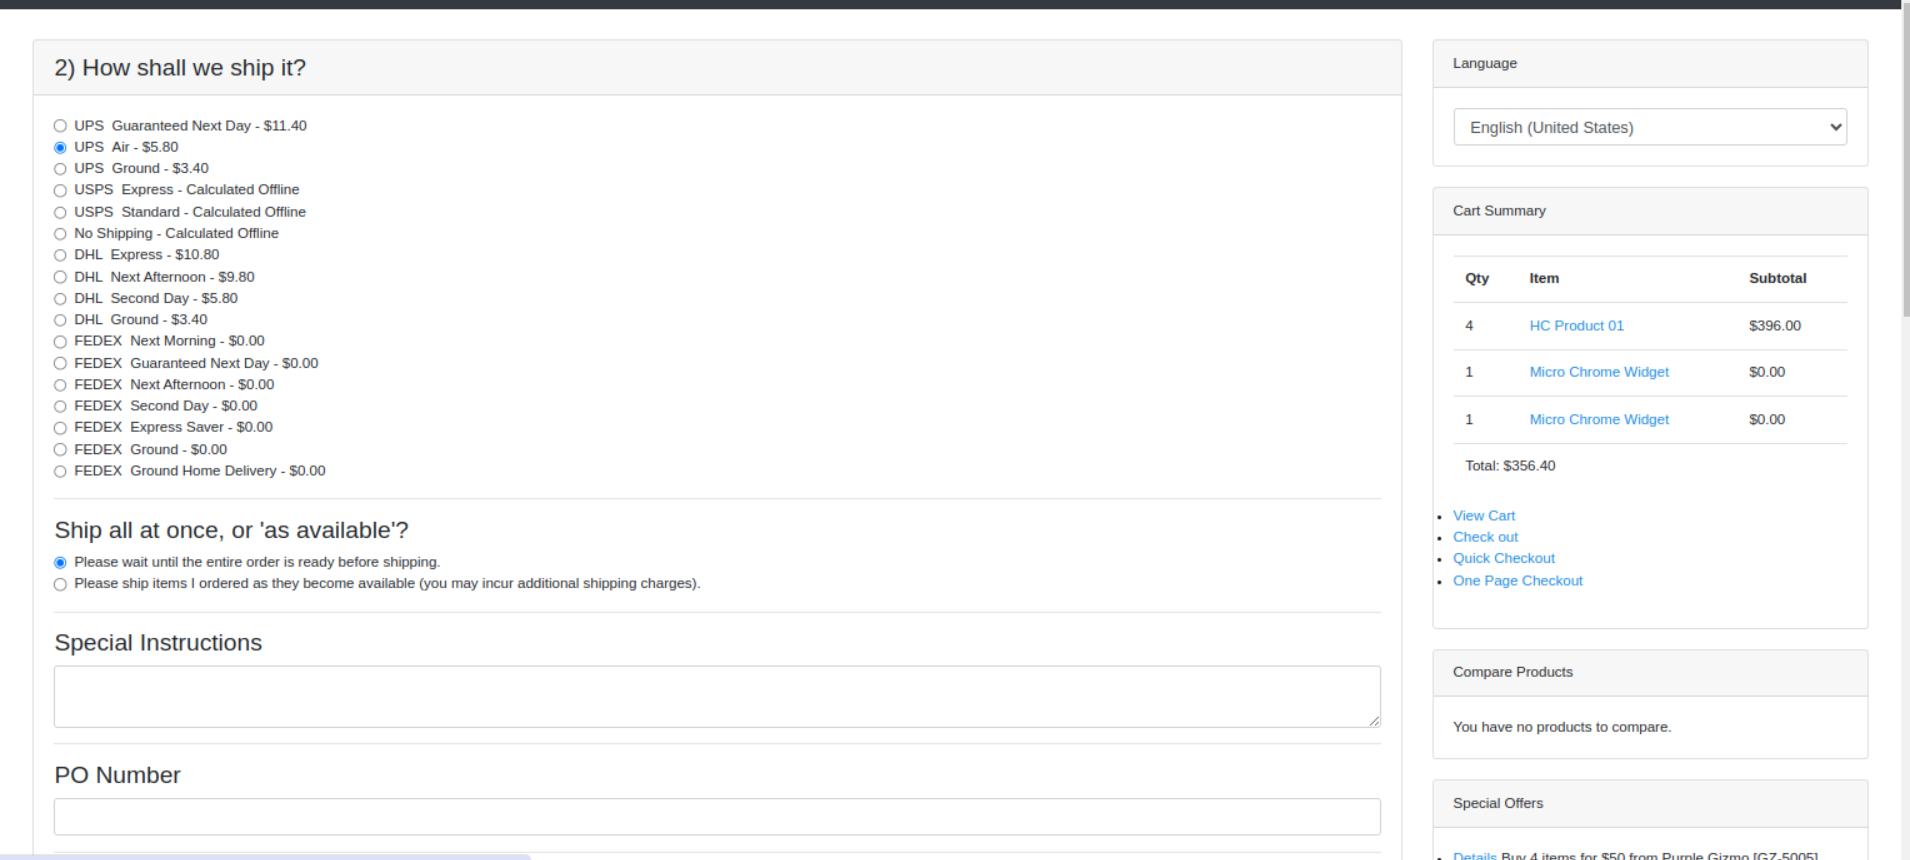 2) How shall we ship it?
UPS  Guaranteed Next Day - $11.40
UPS  Air - $5.80
UPS  Ground - $3.40
USPS  Express - Calculated Offline
USPS  Standard - Calculated Offline
No Shipping - Calculated Offline
DHL  Express - $10.80
DHL  Next Afternoon - $9.80
DHL  Second Day - $5.80
DHL  Ground - $3.40
FEDEX  Next Morning - $0.00
FEDEX  Guaranteed Next Day - $0.00
FEDEX  Next Afternoon - $0.00
FEDEX  Second Day - $0.00
FEDEX  Express Saver - $0.00
FEDEX  Ground - $0.00
FEDEX  Ground Home Delivery - $0.00
Ship all at once, or 'as available'?
Please wait until the entire order is ready before shipping.
Please ship items I ordered as they become available (you may incur additional shipping charges).
Special Instructions
PO Number
Language
English (United States)
Cart Summary
Qty Item Subtotal
4 HC Product 01 $396.00
1 Micro Chrome Widget $0.00
1 Micro Chrome Widget $0.00
Total: $356.40
View Cart
Check out
Quick Checkout
One Page Checkout
Compare Products
You have no products to compare.
Special Offers
Details Buy 4 items for $50 from Purple Gizmo [GZ-5005]